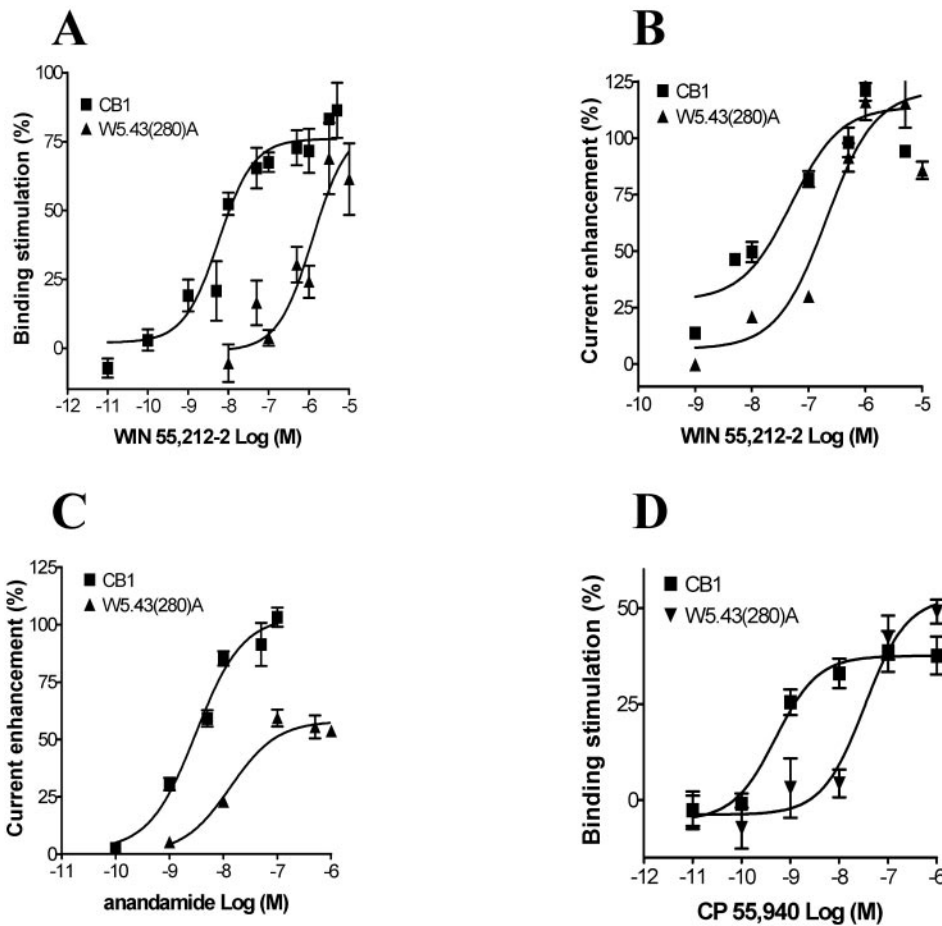 A
Binding stimulation (%)
100
75
50
25
0
CB1
W5.43(280)A
-12 -11 -10 -9 -8 -7 -6 -5
WIN 55,212-2 Log (M)
B
Current enhancement (%)
125
100
75
50
25
0
CB1
W5.43(280)A
-10 -9 -8 -7 -6 -5
WIN 55,212-2 Log (M)
C
Current enhancement (%)
125
100
75
50
25
0
CB1
W5.43(280)A
-11 -10 -9 -8 -7 -6
anandamide Log (M)
D
Binding stimulation (%)
50
25
0
CB1
W5.43(280)A
-12 -11 -10 -9 -8 -7 -6
CP 55,940 Log (M)